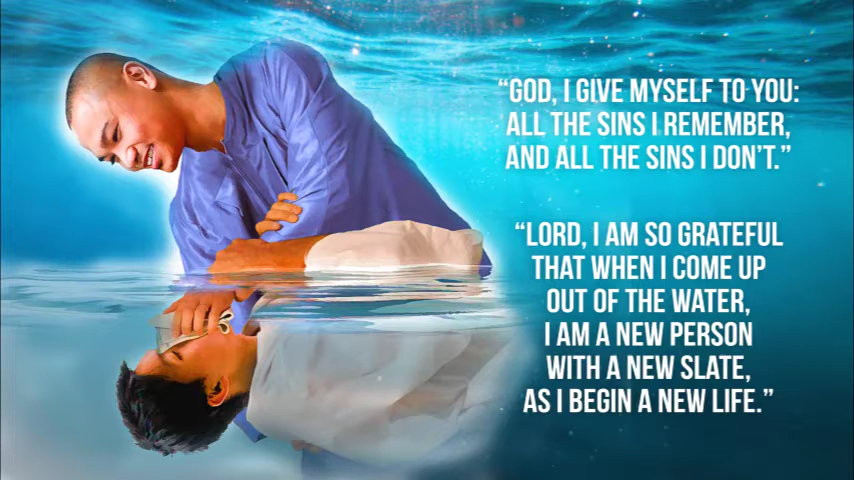 “GOD, I GIVE MYSELF TO YOU:
ALL THE SINS I REMEMBER,
AND ALL THE SINS I DON’T.”
“LORD, I AM SO GRATEFUL
THAT WHEN I COME UP
OUT OF THE WATER,
I AM A NEW PERSON
WITH A NEW SLATE,
AS I BEGIN A NEW LIFE.”